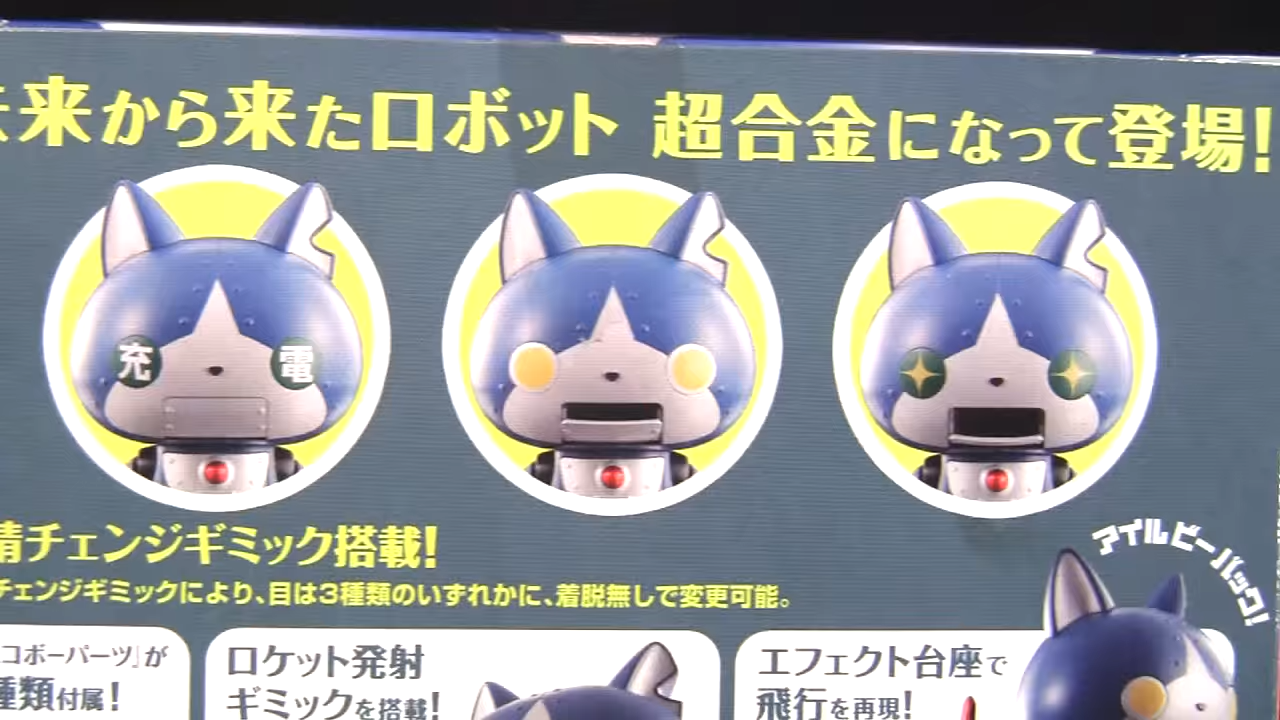 来から来たロボット 超合金になって登場!
充 電
チェンジギミック搭載!
チェンジギミックにより、目は3種類のいずれかに、着脱無しで変更可能。
アイルビーバック!
コボーパーツ」が
種類付属!
ロケット発射
ギミックを搭載!
エフェクト台座で
飛行を再現!